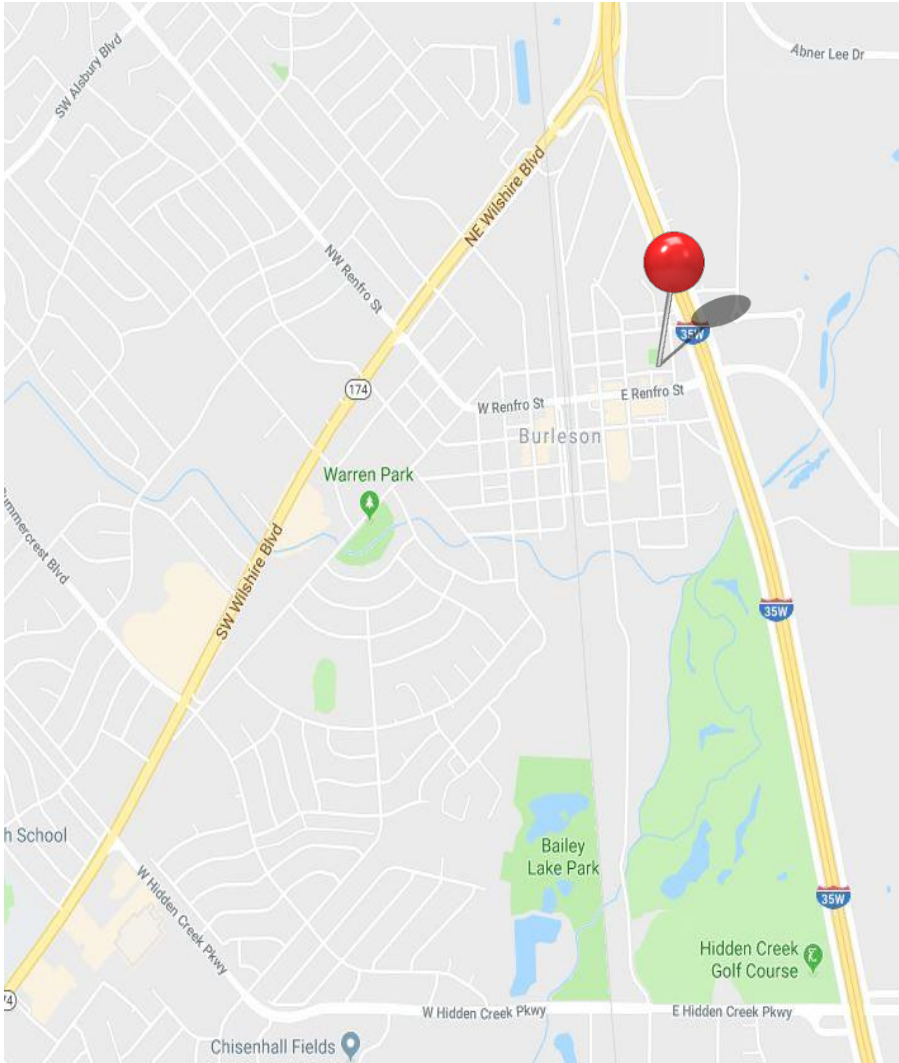 Abner Lee Dr
SW Alsbury Blvd
NE Wilshire Blvd
NW Renfro St
35W
174
E Renfro St
W Renfro St
Burleson
Warren Park
Summercrest Blvd
SW Wilshire Blvd
35W
h School
Bailey
Lake Park
W Hidden Creek Pkwy
35W
Hidden Creek
Golf Course
74
W Hidden Creek Pkwy
E Hidden Creek Pkwy
Chisenhall Fields